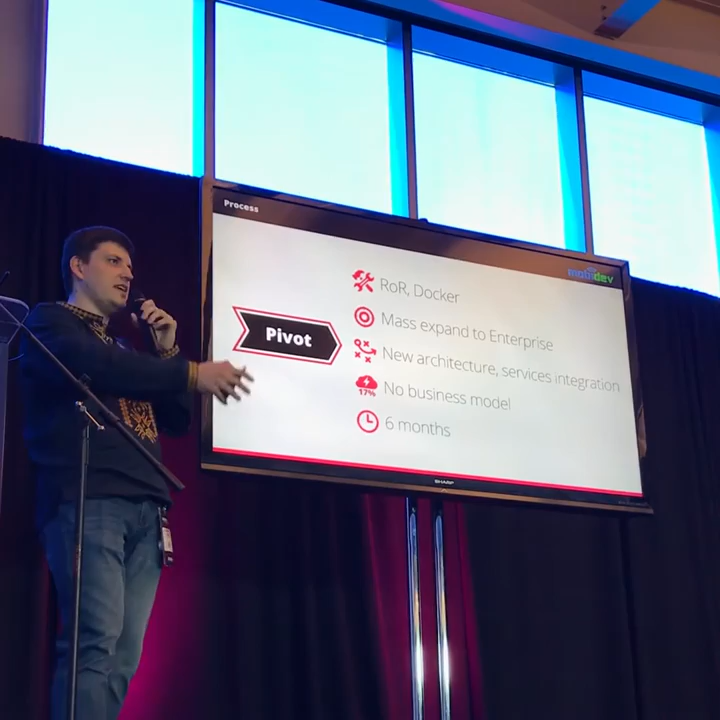 Process
motrdev
RoR, Docker
Mass expand to Enterprise
Pivot
New architecture, services integration
No business model
17%
6 months
SHARP